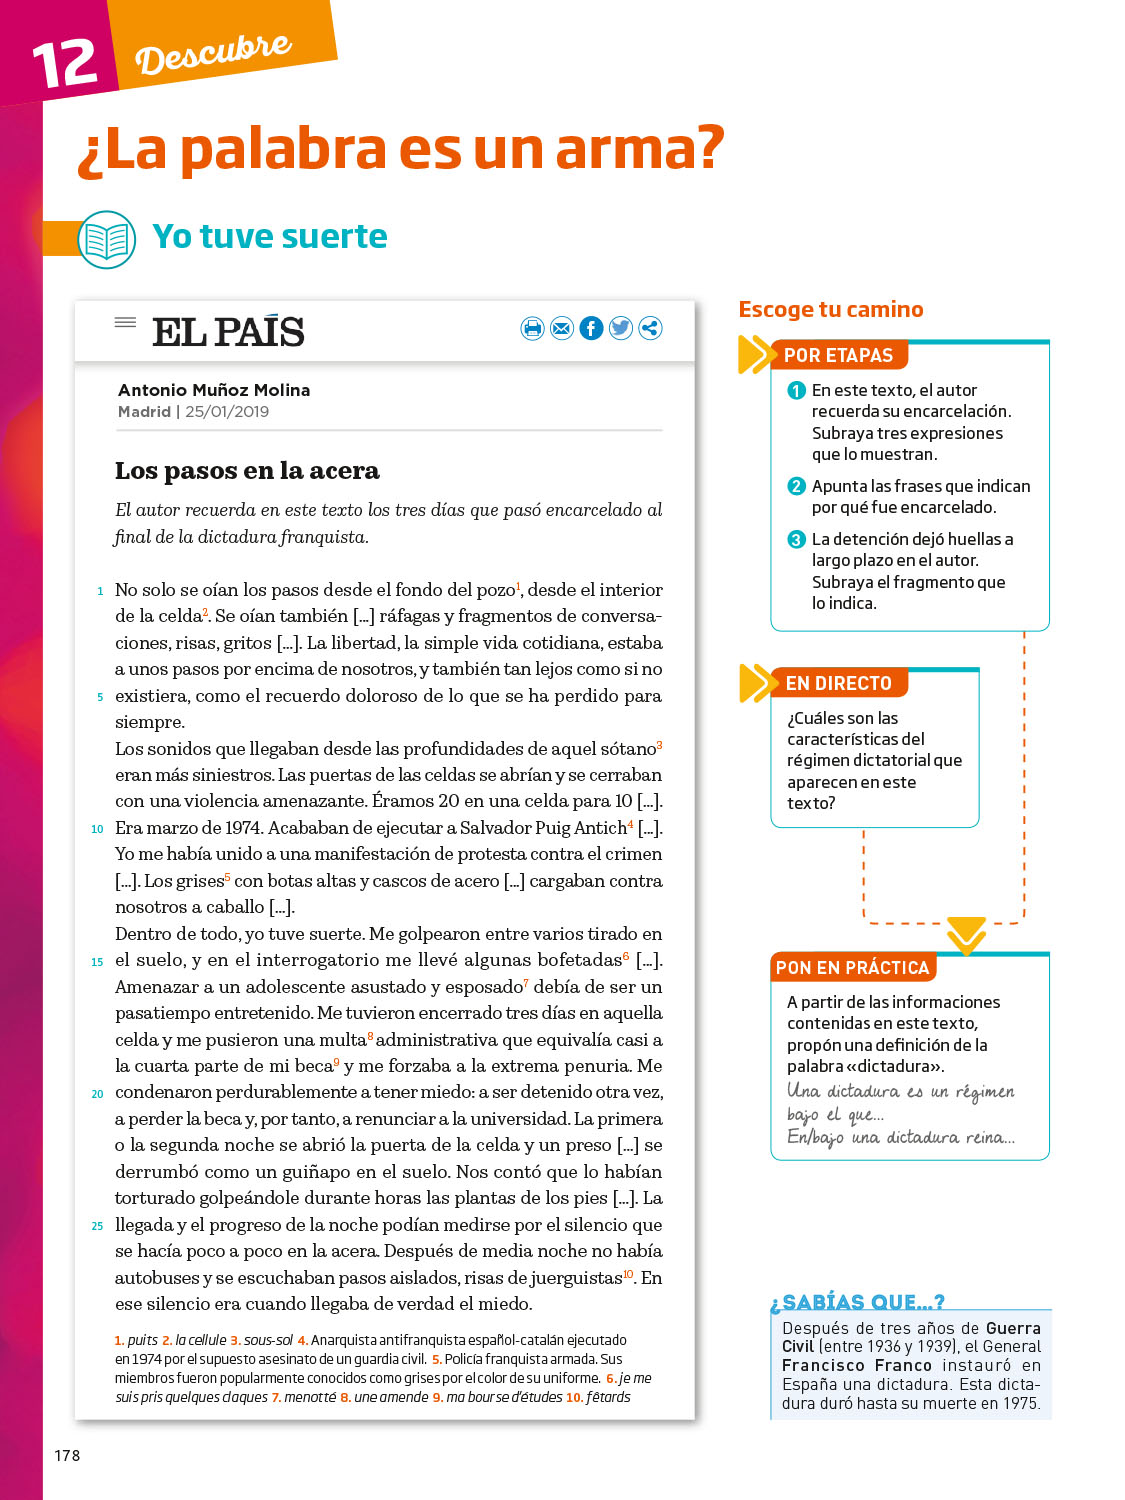 12 Descubre
¿La palabra es un arma?
Yo tuve suerte
EL PAÍS
Antonio Muñoz Molina
Madrid | 25/01/2019
Los pasos en la acera
El autor recuerda en este texto los tres días que pasó encarcelado al
final de la dictadura franquista.
1 No solo se oían los pasos desde el fondo del pozo1, desde el interior
de la celda2. Se oían también [...] ráfagas y fragmentos de conversa-
ciones, risas, gritos [...]. La libertad, la simple vida cotidiana, estaba
a unos pasos por encima de nosotros, y también tan lejos como si no
5 existiera, como el recuerdo doloroso de lo que se ha perdido para
siempre.
Los sonidos que llegaban desde las profundidades de aquel sótano3
eran más siniestros. Las puertas de las celdas se abrían y se cerraban
con una violencia amenazante. Éramos 20 en una celda para 10 [...].
10 Era marzo de 1974. Acababan de ejecutar a Salvador Puig Antich4 [...].
Yo me había unido a una manifestación de protesta contra el crimen
[...]. Los grises5 con botas altas y cascos de acero [...] cargaban contra
nosotros a caballo [...].
Dentro de todo, yo tuve suerte. Me golpearon entre varios tirado en
15 el suelo, y en el interrogatorio me llevé algunas bofetadas6 [...].
Amenazar a un adolescente asustado y esposado7 debía de ser un
pasatiempo entretenido. Me tuvieron encerrado tres días en aquella
celda y me pusieron una multa8 administrativa que equivalía casi a
la cuarta parte de mi beca9 y me forzaba a la extrema penuria. Me
20 condenaron perdurablemente a tener miedo: a ser detenido otra vez,
a perder la beca y, por tanto, a renunciar a la universidad. La primera
o la segunda noche se abrió la puerta de la celda y un preso [...] se
derrumbó como un guiñapo en el suelo. Nos contó que lo habían
torturado golpeándole durante horas las plantas de los pies [...]. La
25 llegada y el progreso de la noche podían medirse por el silencio que
se hacía poco a poco en la acera. Después de media noche no había
autobuses y se escuchaban pasos aislados, risas de juerguistas10. En
ese silencio era cuando llegaba de verdad el miedo.
1. puits 2. la cellule 3. sous-sol 4. Anarquista antifranquista español-catalán ejecutado
en 1974 por el supuesto asesinato de un guardia civil. 5. Policía franquista armada. Sus
miembros fueron popularmente conocidos como grises por el color de su uniforme. 6. je me
suis pris quelques claques 7. menotté 8. une amende 9. ma bourse d'études 10. fêtards
Escoge tu camino
POR ETAPAS
1 En este texto, el autor
recuerda su encarcelación.
Subraya tres expresiones
que lo muestran.
2 Apunta las frases que indican
por qué fue encarcelado.
3 La detención dejó huellas a
largo plazo en el autor.
Subraya el fragmento que
lo indica.
EN DIRECTO
¿Cuáles son las
características del
régimen dictatorial que
aparecen en este
texto?
PON EN PRÁCTICA
A partir de las informaciones
contenidas en este texto,
propón una definición de la
palabra «dictadura».
Una dictadura es un régimen
bajo el que...
En/bajo una dictadura reina...
¿SABÍAS QUE...?
Después de tres años de Guerra
Civil (entre 1936 y 1939), el General
Francisco Franco instauró en
España una dictadura. Esta dicta-
dura duró hasta su muerte en 1975.
178